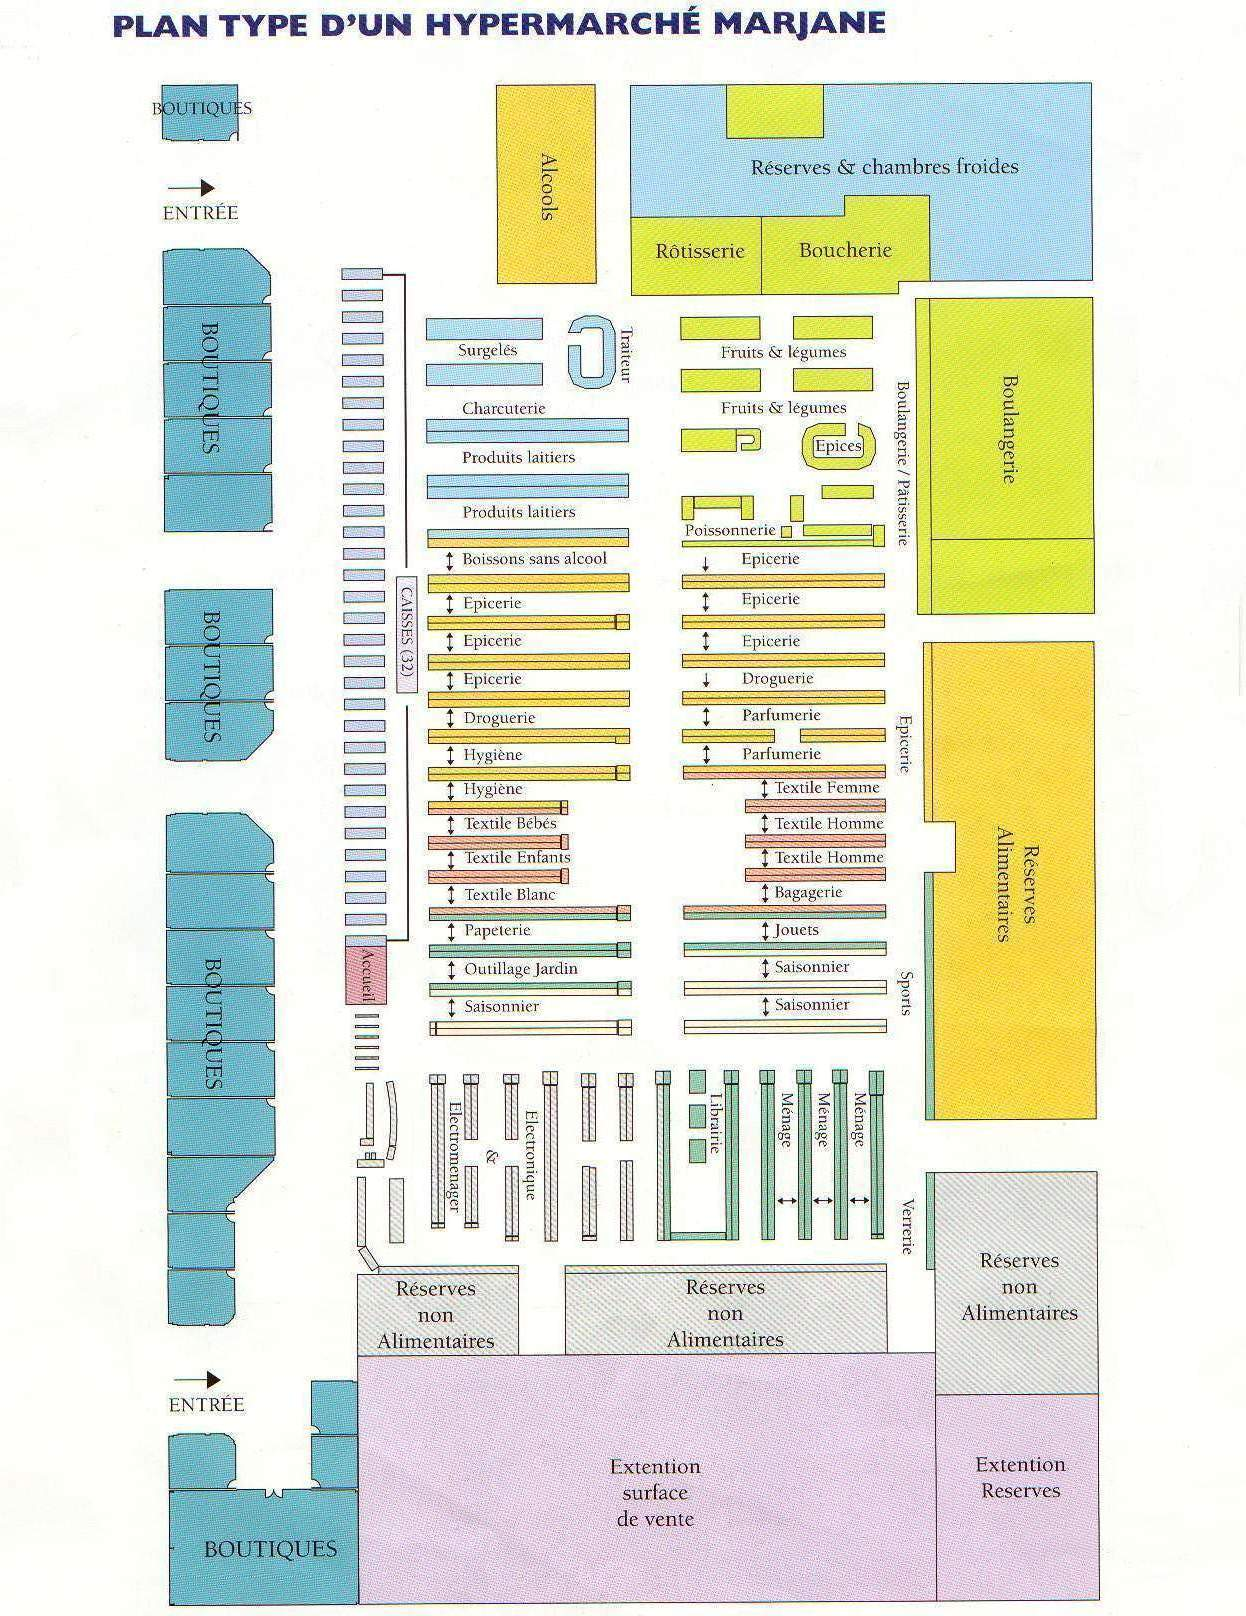 PLAN TYPE D'UN HYPERMARCHÉ MARJANE
BOUTIQUES
ENTRÉE
Alcools
Réserves & chambres froides
Rôtisserie
Boucherie
BOUTIQUES
Surgelés
Traiteur
Fruits & légumes
Charcuterie
Fruits & légumes
Boulangerie / Pâtisserie
Boulangerie
Epices
Produits laitiers
Produits laitiers
Poissonnerie
Boissons sans alcool
Epicerie
CAISSES (32)
Epicerie
Epicerie
Epicerie
Epicerie
Epicerie
Droguerie
BOUTIQUES
Droguerie
Parfumerie
Epicerie
Hygiène
Parfumerie
Hygiène
Textile Femme
Textile Bébés
Textile Homme
Textile Enfants
Textile Homme
Réserves
Alimentaires
Textile Blanc
Bagagerie
Papeterie
Jouets
Accueil
Outillage Jardin
Saisonnier
Sports
Saisonnier
Saisonnier
BOUTIQUES
Electromenager
&
Electronique
Librairie
Ménage
Ménage
Ménage
Verrerie
Réserves
non
Alimentaires
Réserves
non
Alimentaires
Réserves
non
Alimentaires
ENTRÉE
Extention
surface
de vente
Extention
Reserves
BOUTIQUES